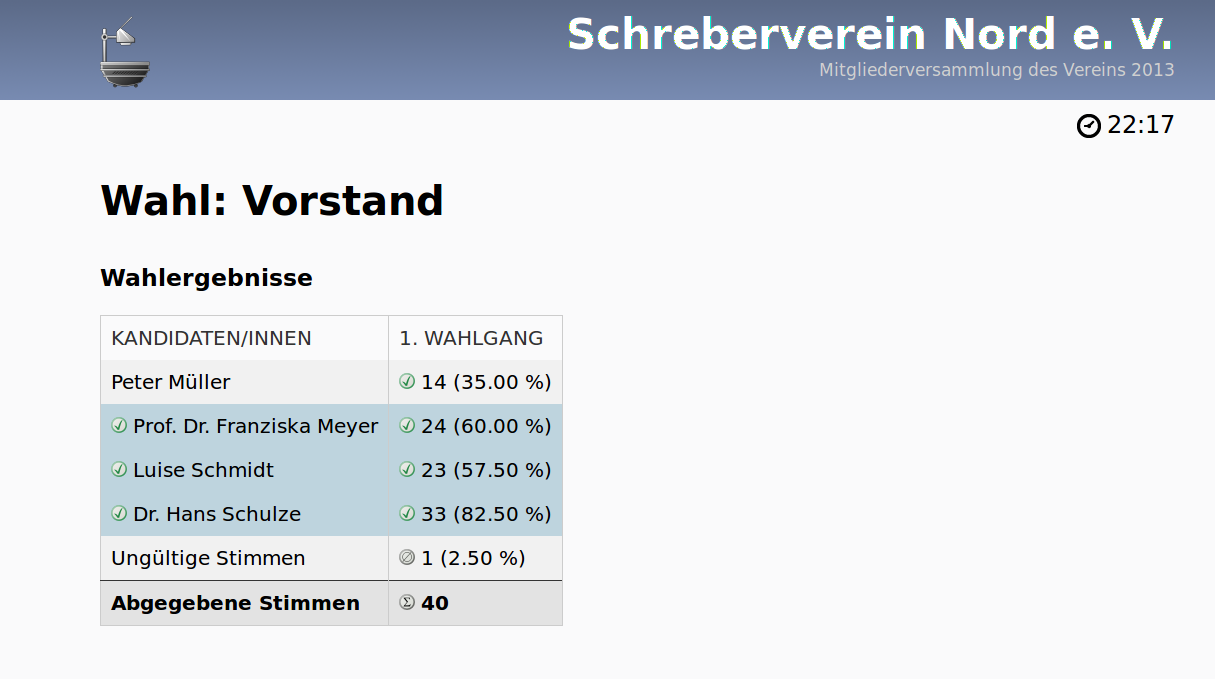 Schreberverein Nord e. V.
Mitgliederversammlung des Vereins 2013
22:17
Wahl: Vorstand
Wahlergebnisse
KANDIDATEN/INNEN 1. WAHLGANG
Peter Müller 14 (35.00 %)
Prof. Dr. Franziska Meyer 24 (60.00 %)
Luise Schmidt 23 (57.50 %)
Dr. Hans Schulze 33 (82.50 %)
Ungültige Stimmen 1 (2.50 %)
Abgegebene Stimmen Σ 40